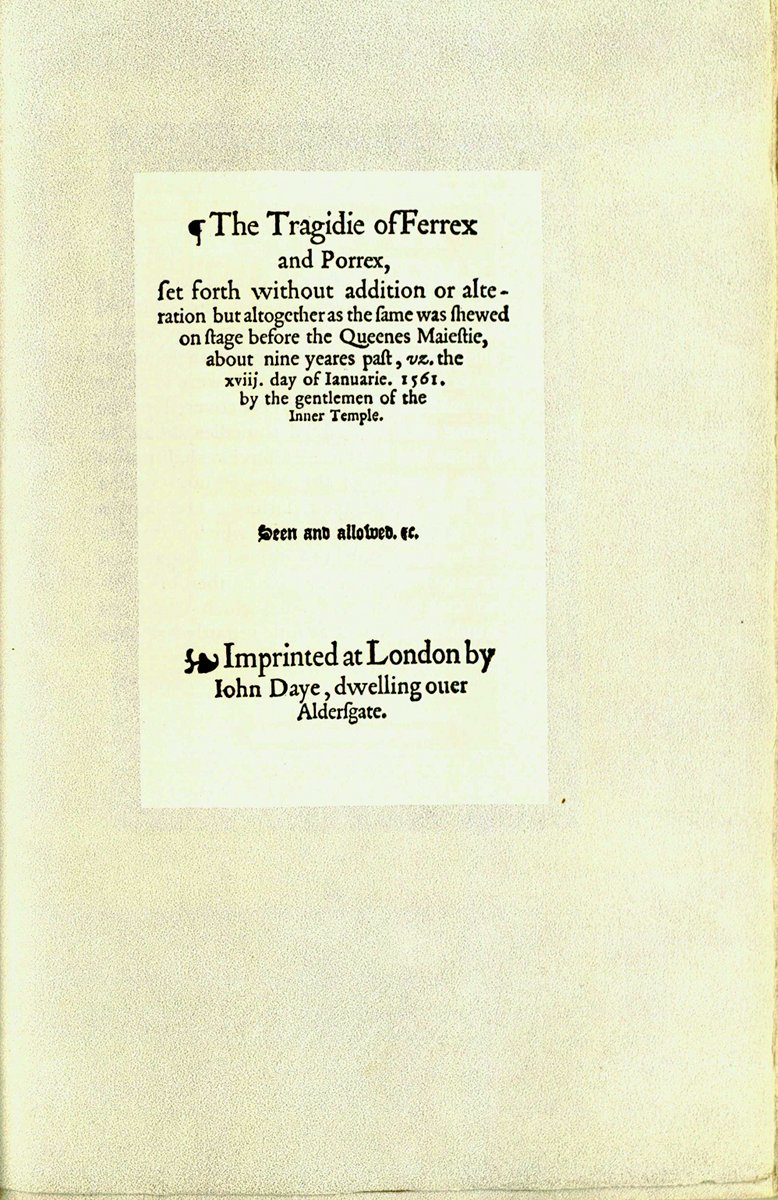 ¶ The Tragidie of Ferrex
and Porrex,
ſet forth without addition or alte-
ration but altogether as the ſame was ſhewed
on ſtage before the Queenes Maieſtie,
about nine yeares paſt, vz. the
xviij. day of Ianuarie. 1561.
by the gentlemen of the
Inner Temple.
Seen and allowed. ⁊c.
❧ Imprinted at London by
Iohn Daye, dwelling ouer
Alderſgate.